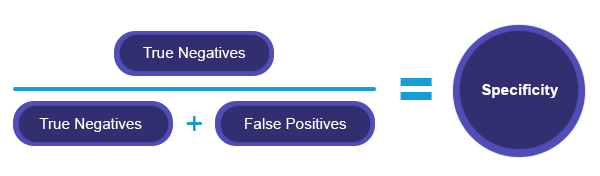 True Negatives
True Negatives + False Positives
= Specificity